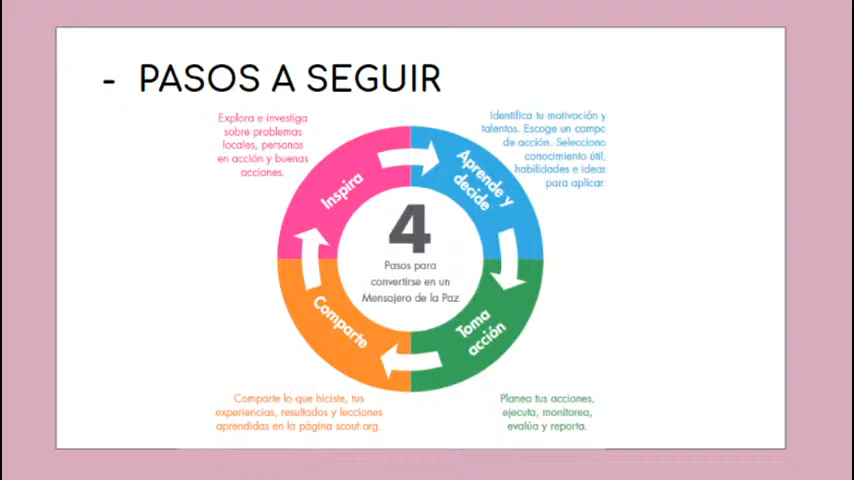 - PASOS A SEGUIR
Explora e investiga
sobre problemas
locales, personas
en acción y buenas
acciones.
Identifica tu motivación y
talentos. Escoge un campo
de acción. Selecciona
conocimiento útil,
habilidades e ideas
para aplicar.
Inspira
Aprende y
decide
4
Pasos para
convertirse en un
Mensajero de la Paz
Comparte
Toma
acción
Comparte lo que hiciste, tus
experiencias, resultados y lecciones
aprendidas en la página scout.org.
Planea tus acciones,
ejecuta, monitorea,
evalúa y reporta.